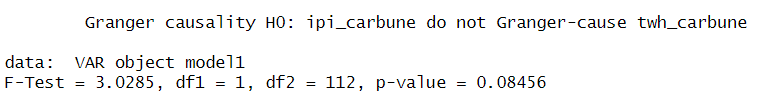 Granger causality H0: ipi_carbune do not Granger-cause twh_carbune
data:  VAR object model1
F-Test = 3.0285, df1 = 1, df2 = 112, p-value = 0.08456